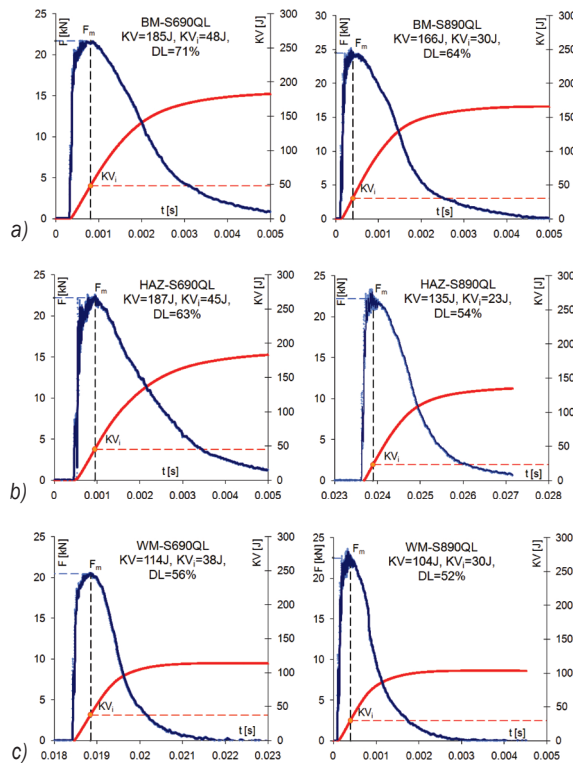 a)
BM-S690QL
KV=185J, KVi=48J,
DL=71%
F [kN]
Fm
KV [J]
25
20
15
10
5
0
300
250
200
150
100
50
0
KVi
t [s]
0 0.001 0.002 0.003 0.004 0.005
BM-S890QL
KV=166J, KVi=30J,
DL=64%
F [kN]
Fm
KV [J]
30
25
20
15
10
5
0
300
250
200
150
100
50
0
KVi
t [s]
0 0.001 0.002 0.003 0.004 0.005
b)
HAZ-S690QL
KV=187J, KVi=45J,
DL=63%
F [kN]
Fm
KV [J]
25
20
15
10
5
0
300
250
200
150
100
50
0
KVi
t [s]
0 0.001 0.002 0.003 0.004 0.005
HAZ-S890QL
KV=135J, KVi=23J,
DL=54%
F [kN]
Fm
KV [J]
25
20
15
10
5
0
300
250
200
150
100
50
0
KVi
t [s]
0.023 0.024 0.025 0.026 0.027 0.028
c)
WM-S690QL
KV=114J, KVi=38J,
DL=56%
F [kN]
Fm
KV [J]
25
20
15
10
5
0
300
250
200
150
100
50
0
KVi
t [s]
0.018 0.019 0.02 0.021 0.022 0.023
WM-S890QL
KV=104J, KVi=30J,
DL=52%
F [kN]
Fm
KV [J]
25
20
15
10
5
0
300
250
200
150
100
50
0
KVi
t [s]
0 0.001 0.002 0.003 0.004 0.005